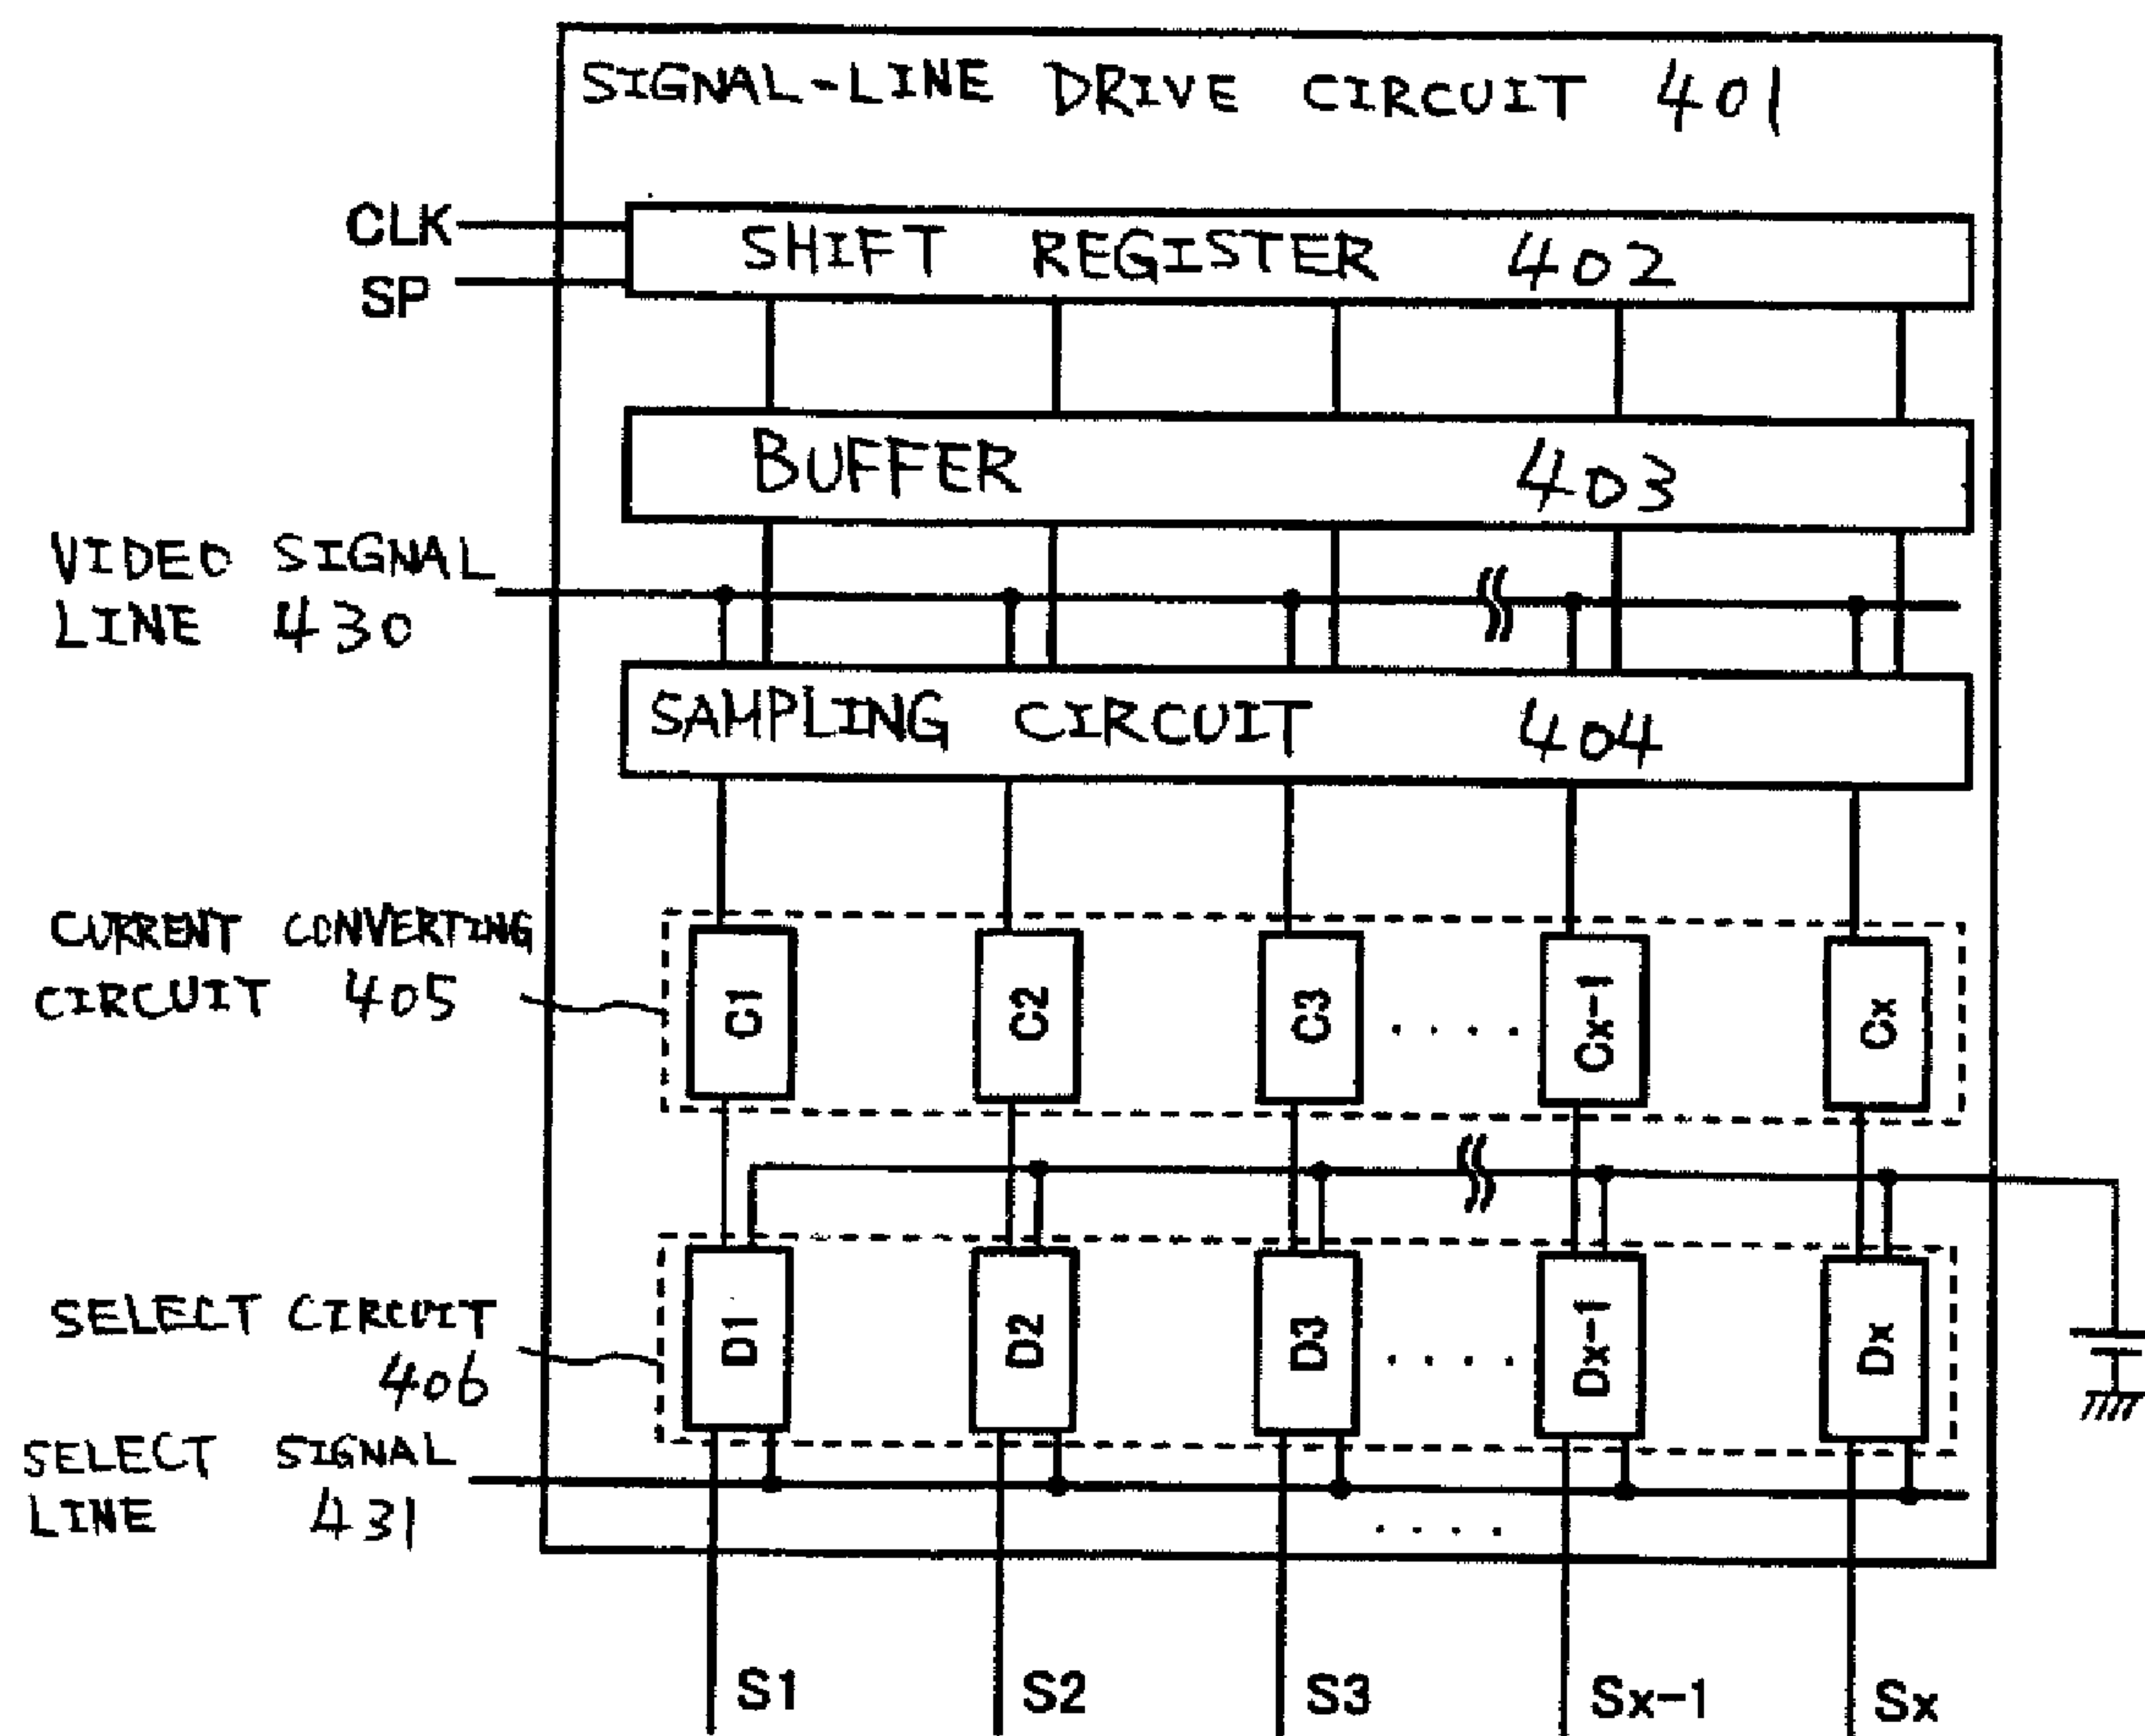 SIGNAL-LINE DRIVE CIRCUIT 401
CLK
SP
SHIFT REGISTER 402
BUFFER 403
VIDEO SIGNAL
LINE 430
SAMPLING CIRCUIT 404
CURRENT CONVERTING
CIRCUIT 405
C1
C2
C3
. . . .
Cx-1
Cx
SELECT CIRCUIT
406
D1
D2
D3
. . . .
Dx-1
Dx
SELECT SIGNAL
LINE 431
. . . .
S1
S2
S3
Sx-1
Sx